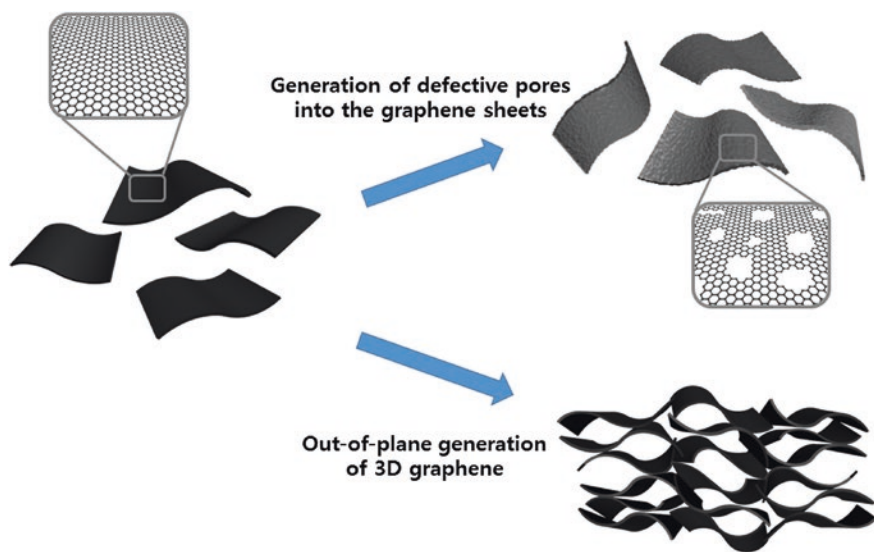 Generation of defective pores
into the graphene sheets
Out-of-plane generation
of 3D graphene